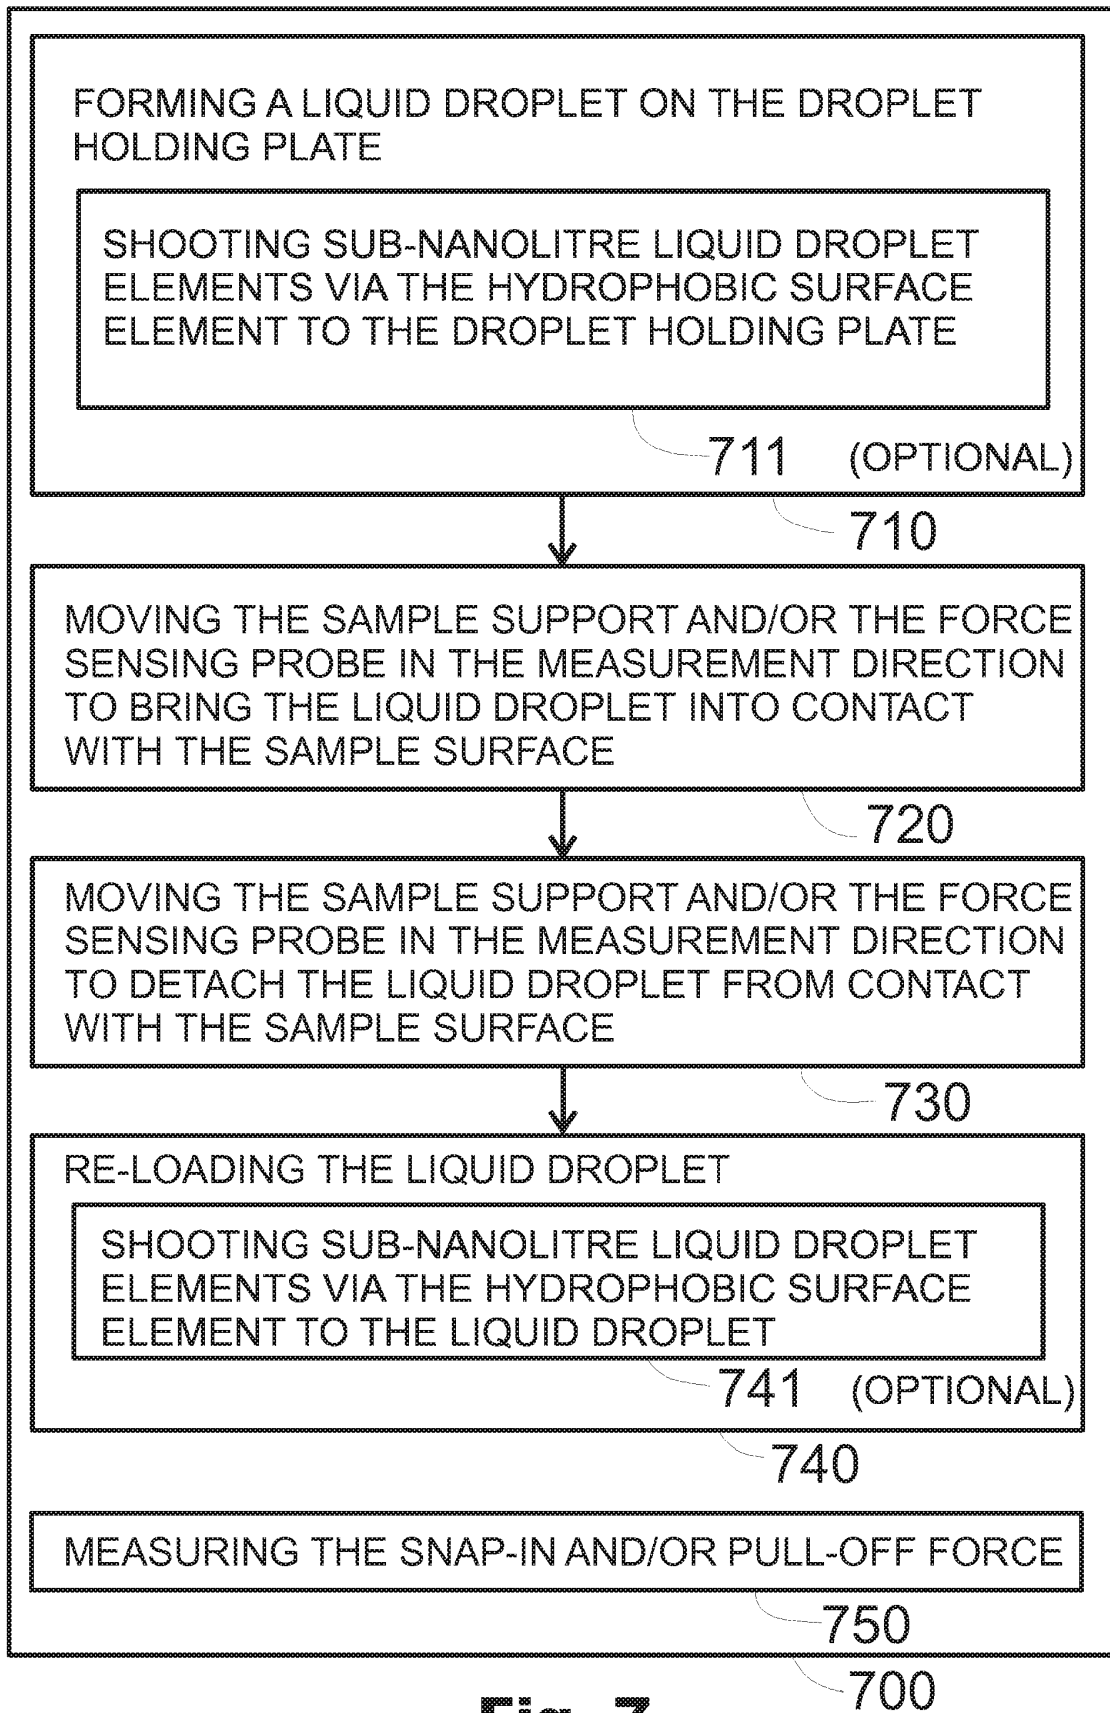 FORMING A LIQUID DROPLET ON THE DROPLET
HOLDING PLATE
SHOOTING SUB-NANOLITRE LIQUID DROPLET
ELEMENTS VIA THE HYDROPHOBIC SURFACE
ELEMENT TO THE DROPLET HOLDING PLATE
711 (OPTIONAL)
710
MOVING THE SAMPLE SUPPORT AND/OR THE FORCE
SENSING PROBE IN THE MEASUREMENT DIRECTION
TO BRING THE LIQUID DROPLET INTO CONTACT
WITH THE SAMPLE SURFACE
720
MOVING THE SAMPLE SUPPORT AND/OR THE FORCE
SENSING PROBE IN THE MEASUREMENT DIRECTION
TO DETACH THE LIQUID DROPLET FROM CONTACT
WITH THE SAMPLE SURFACE
730
RE-LOADING THE LIQUID DROPLET
SHOOTING SUB-NANOLITRE LIQUID DROPLET
ELEMENTS VIA THE HYDROPHOBIC SURFACE
ELEMENT TO THE LIQUID DROPLET
741 (OPTIONAL)
740
MEASURING THE SNAP-IN AND/OR PULL-OFF FORCE
750
700
Fig. 7